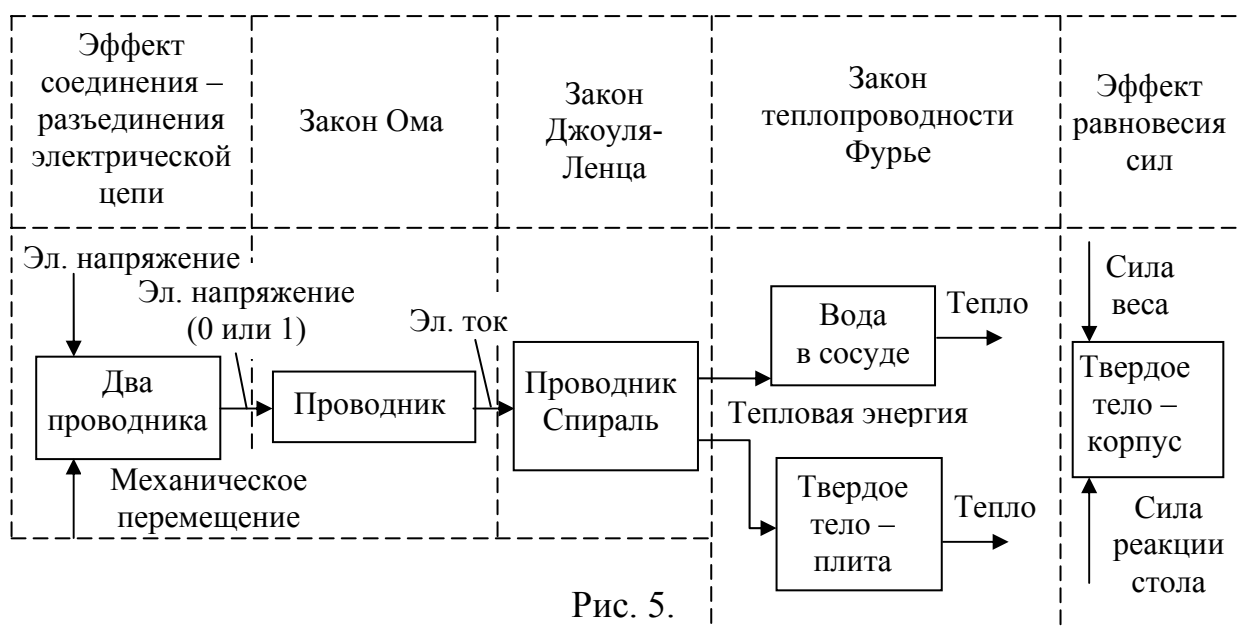 Эффект
соединения –
разъединения
электрической
цепи
Закон Ома
Закон
Джоуля-
Ленца
Закон
теплопроводности
Фурье
Эффект
равновесия
сил
Эл. напряжение
Эл. напряжение
(0 или 1)
Эл. ток
Два
проводника
Механическое
перемещение
Проводник
Проводник
Спираль
Вода
в сосуде
Тепло
Тепловая энергия
Твердое
тело –
плита
Тепло
Сила
веса
Твердое
тело –
корпус
Сила
реакции
стола
Рис. 5.